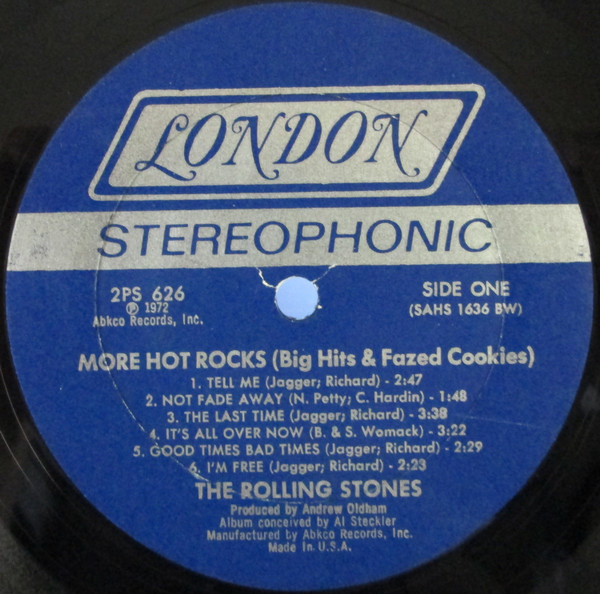 LONDON
STEREOPHONIC
2PS 626
Ⓟ 1972
Abkco Records, Inc.
SIDE ONE
(SAHS 1636 BW)
MORE HOT ROCKS (Big Hits & Fazed Cookies)
1. TELL ME (Jagger; Richard) - 2:47
2. NOT FADE AWAY (N. Petty; C. Hardin) - 1:48
3. THE LAST TIME (Jagger; Richard) - 3:38
4. IT'S ALL OVER NOW (B. & S. Womack) - 3:22
5. GOOD TIMES BAD TIMES (Jagger; Richard) - 2:29
6. I'M FREE (Jagger; Richard) - 2:23
THE ROLLING STONES
Produced by Andrew Oldham
Album conceived by Al Steckler
Manufactured by Abkco Records, Inc.
Made in U.S.A.